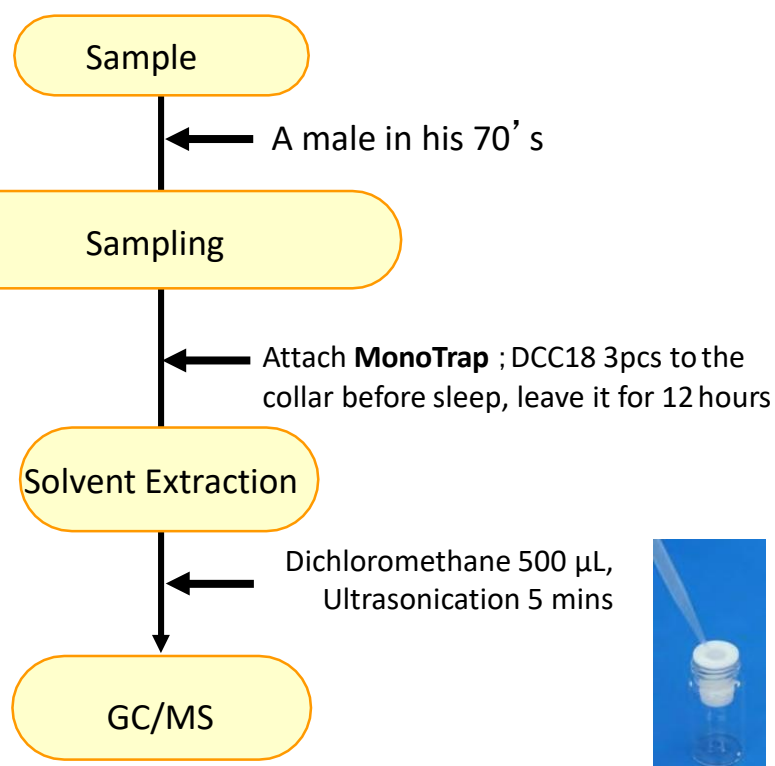 Sample
A male in his 70’s
Sampling
Attach MonoTrap ; DCC18 3pcs to the
collar before sleep, leave it for 12 hours
Solvent Extraction
Dichloromethane 500 µL,
Ultrasonication 5 mins
GC/MS